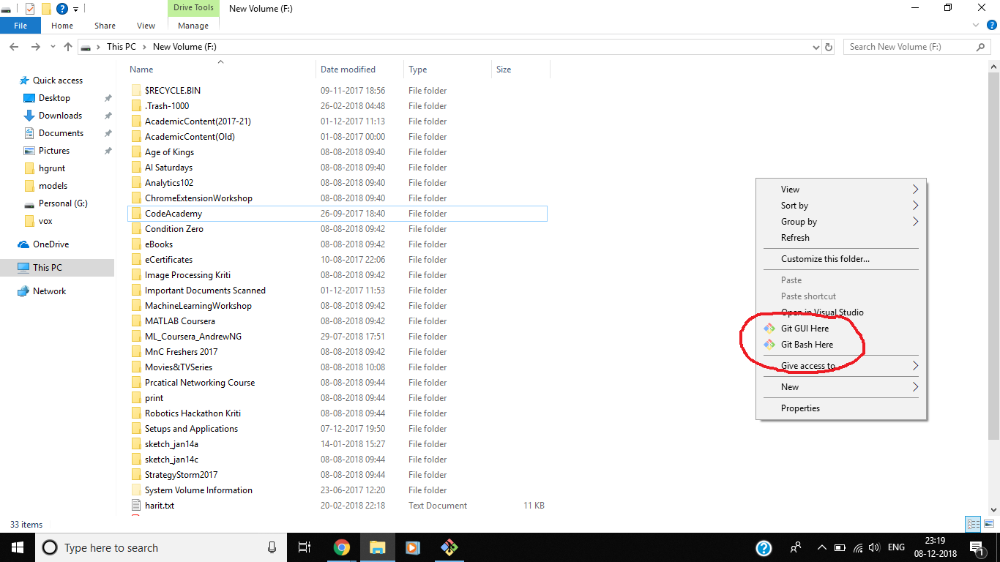 Drive Tools New Volume (F:)
File Home Share View Manage
This PC New Volume (F:) Search New Volume (F:)
Name Date modified Type Size
Quick access
Desktop
Downloads
Documents
Pictures
hgrunt
models
Personal (G:)
vox
OneDrive
This PC
Network
$RECYCLE.BIN 09-11-2017 18:56 File folder
.Trash-1000 26-02-2018 04:48 File folder
AcademicContent(2017-21) 01-12-2017 11:13 File folder
AcademicContent(Old) 01-08-2017 00:00 File folder
Age of Kings 08-08-2018 09:40 File folder
AI Saturdays 08-08-2018 09:40 File folder
Analytics102 08-08-2018 09:40 File folder
ChromeExtensionWorkshop 08-08-2018 09:40 File folder
CodeAcademy 26-09-2017 18:40 File folder
Condition Zero 08-08-2018 09:42 File folder
eBooks 08-08-2018 09:42 File folder
eCertificates 10-08-2017 22:06 File folder
Image Processing Kriti 08-08-2018 09:42 File folder
Important Documents Scanned 01-12-2017 11:53 File folder
MachineLearningWorkshop 08-08-2018 09:42 File folder
MATLAB Coursera 08-08-2018 09:42 File folder
ML_Coursera_AndrewNG 29-07-2018 17:51 File folder
MnC Freshers 2017 08-08-2018 09:42 File folder
Movies&TVSeries 08-08-2018 10:08 File folder
Prcatical Networking Course 08-08-2018 09:44 File folder
print 08-08-2018 09:44 File folder
Robotics Hackathon Kriti 08-08-2018 09:44 File folder
Setups and Applications 07-12-2017 19:50 File folder
sketch_jan14a 14-01-2018 15:27 File folder
sketch_jan14c 08-08-2018 09:44 File folder
StrategyStorm2017 08-08-2018 09:44 File folder
System Volume Information 23-06-2017 12:20 File folder
harit.txt 20-02-2018 22:18 Text Document 11 KB
View
Sort by
Group by
Refresh
Customize this folder...
Paste
Paste shortcut
Open in Visual Studio
Git GUI Here
Git Bash Here
Give access to
New
Properties
33 items
Type here to search
ENG
23:19
08-12-2018
1